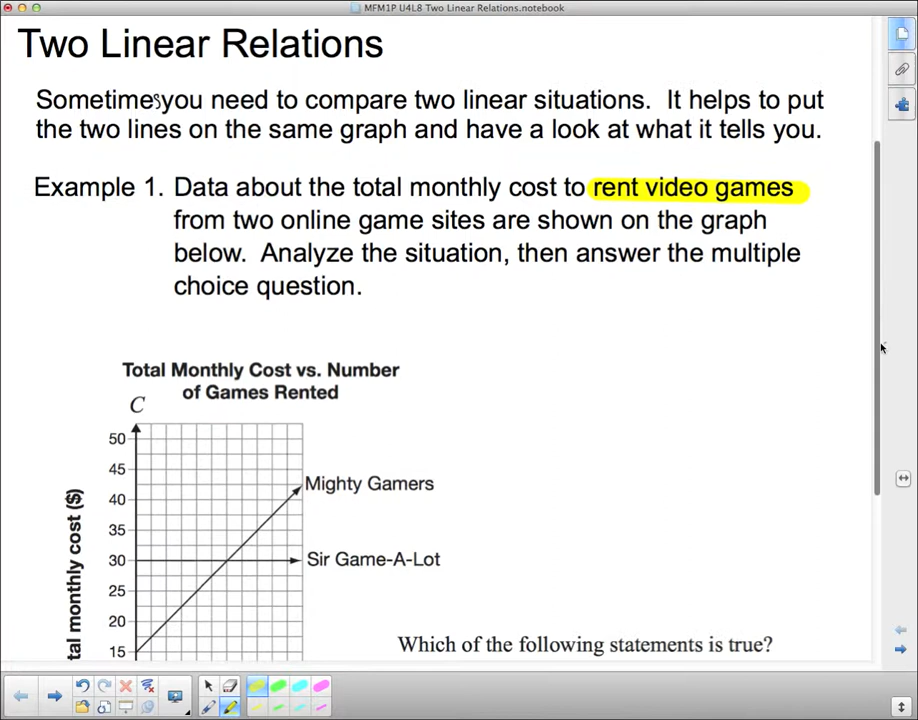 MFM1P U4L8 Two Linear Relations.notebook
Two Linear Relations
Sometimes you need to compare two linear situations. It helps to put
the two lines on the same graph and have a look at what it tells you.
Example 1. Data about the total monthly cost to rent video games
from two online game sites are shown on the graph
below. Analyze the situation, then answer the multiple
choice question.
Total Monthly Cost vs. Number
of Games Rented
C
50
45
Mighty Gamers
40
35
30
Sir Game-A-Lot
25
20
15
tal monthly cost ($)
Which of the following statements is true?